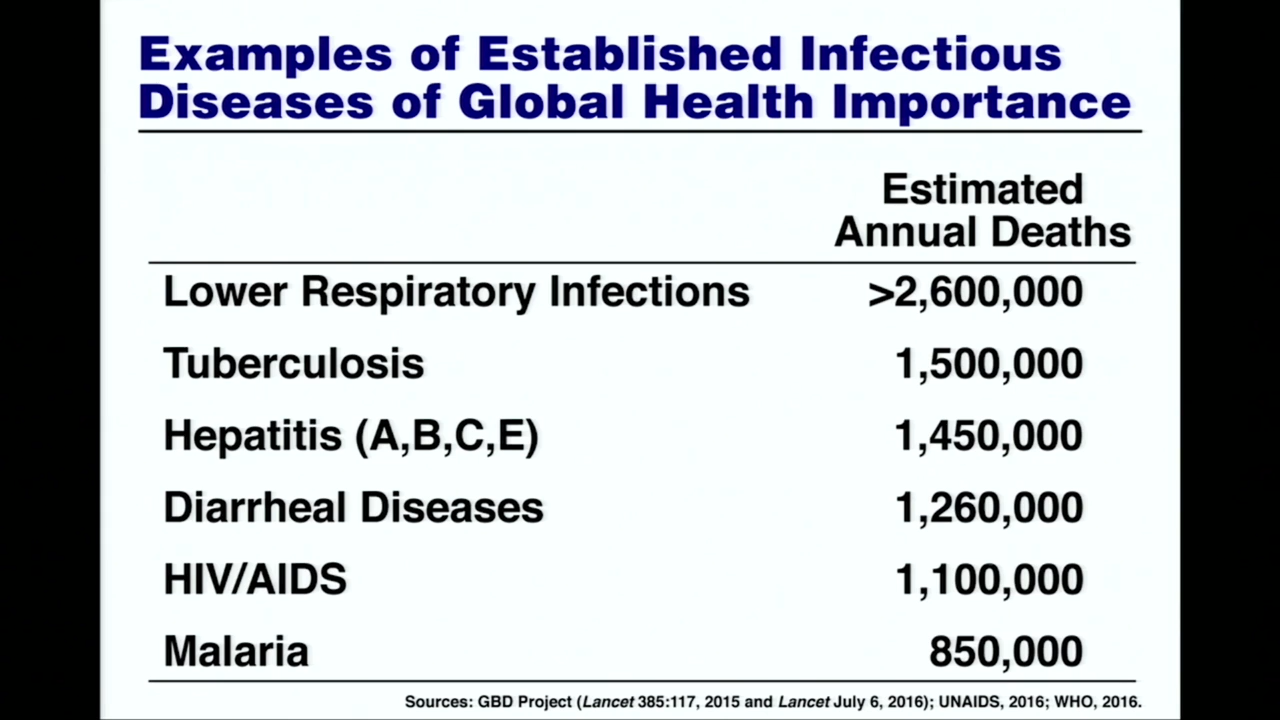 Examples of Established Infectious
Diseases of Global Health Importance
Estimated
Annual Deaths
Lower Respiratory Infections >2,600,000
Tuberculosis 1,500,000
Hepatitis (A,B,C,E) 1,450,000
Diarrheal Diseases 1,260,000
HIV/AIDS 1,100,000
Malaria 850,000
Sources: GBD Project (Lancet 385:117, 2015 and Lancet July 6, 2016); UNAIDS, 2016; WHO, 2016.